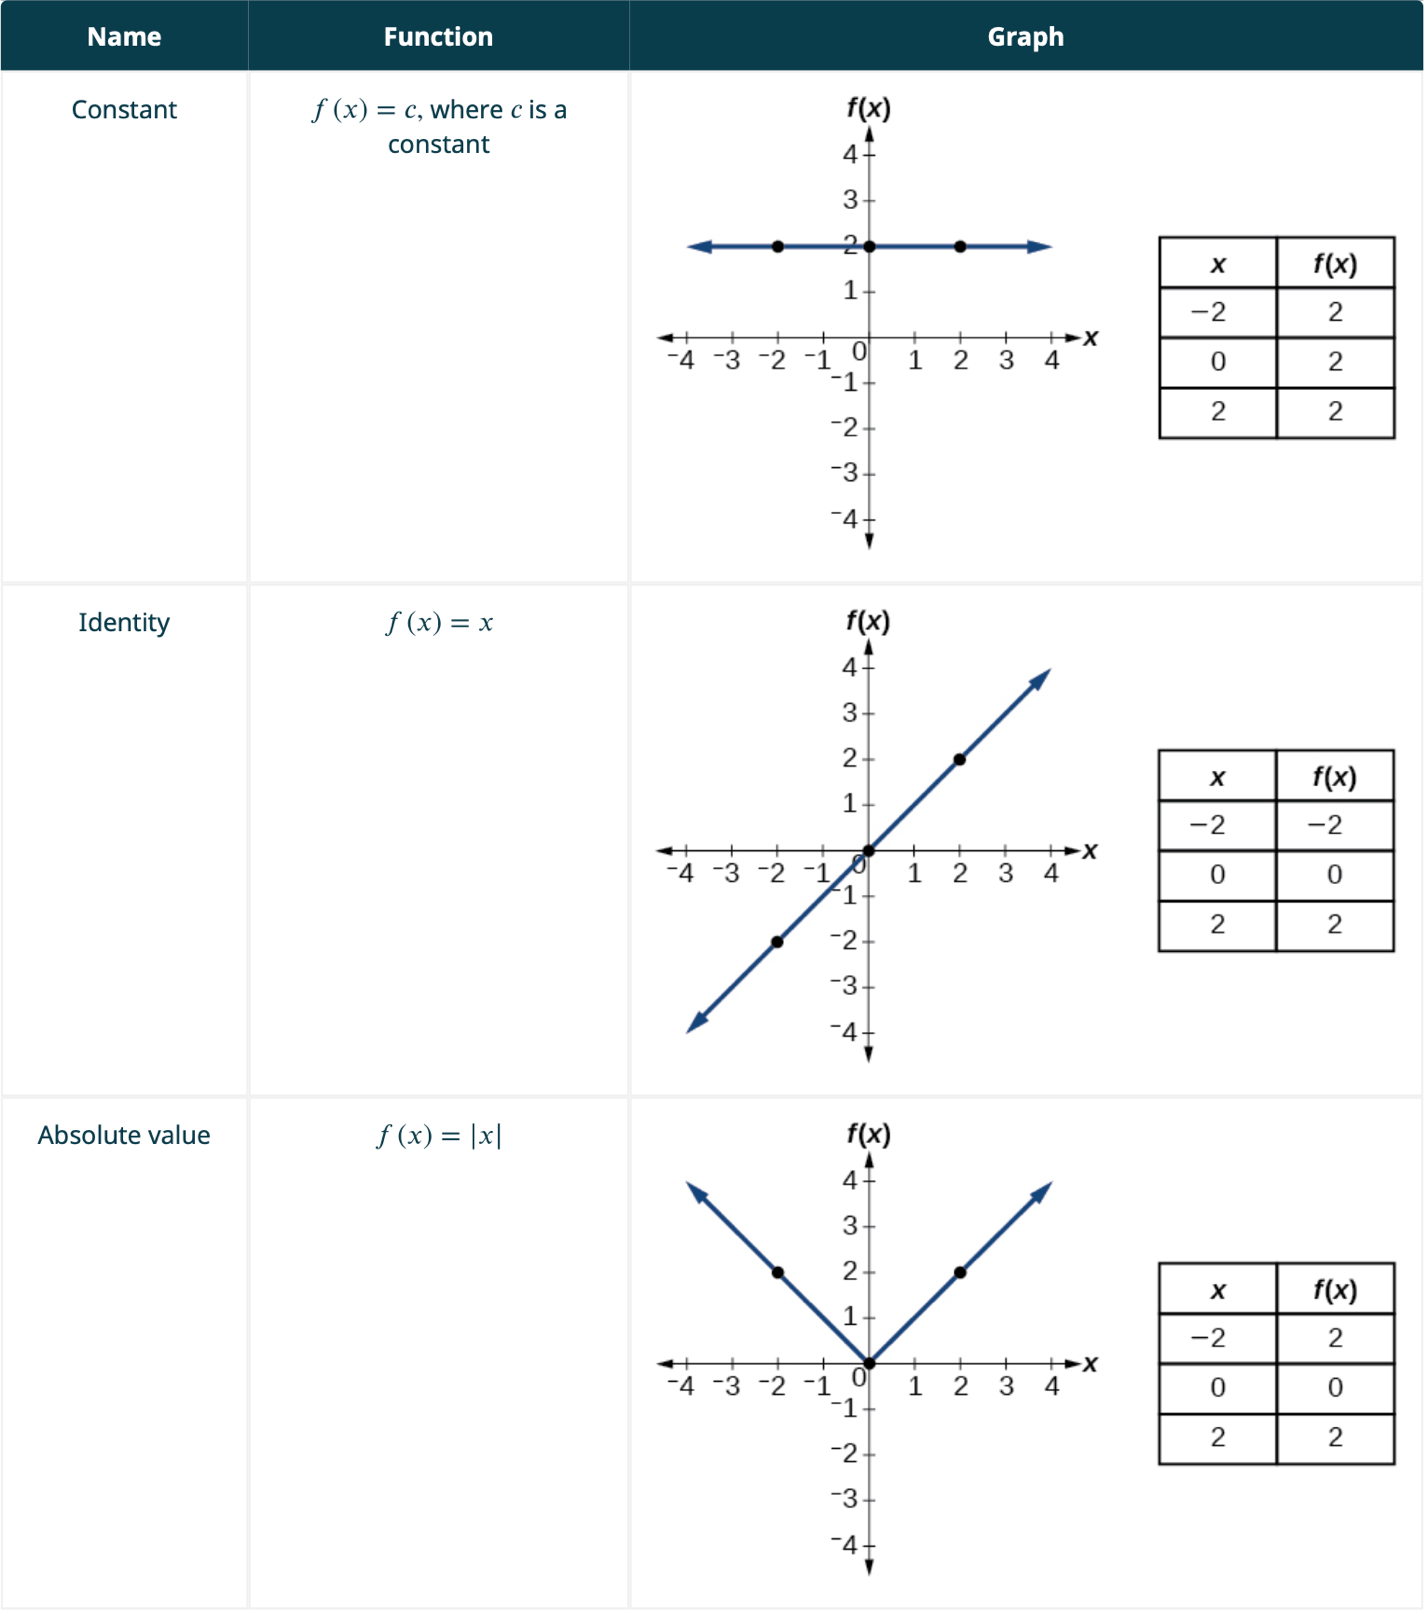 Name Function Graph
Constant
f (x) = c, where c is a
constant
f(x)
4
3
2
1
−4 −3 −2 −1 0 1 2 3 4 x
−1
−2
−3
−4
x f(x)
−2 2
0 2
2 2
Identity
f (x) = x
f(x)
4
3
2
1
−4 −3 −2 −1 0 1 2 3 4 x
−1
−2
−3
−4
x f(x)
−2 −2
0 0
2 2
Absolute value
f (x) = |x|
f(x)
4
3
2
1
−4 −3 −2 −1 0 1 2 3 4 x
−1
−2
−3
−4
x f(x)
−2 2
0 0
2 2